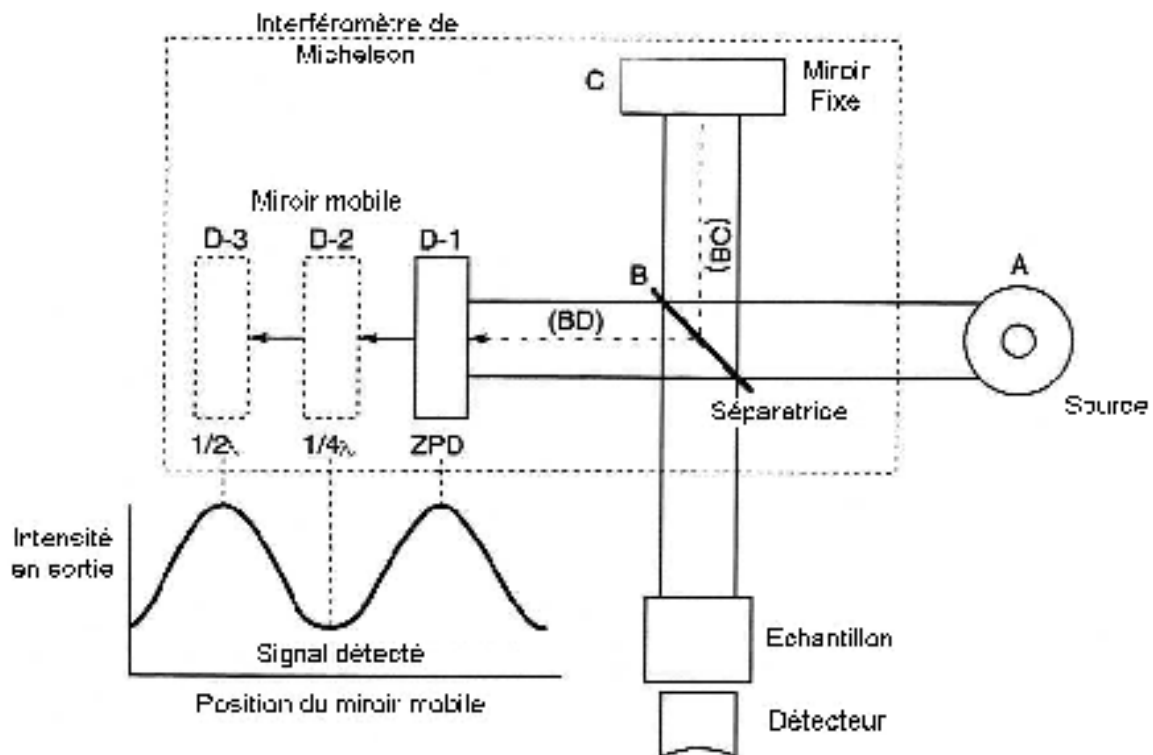 Interféromètre de
Michelson
C
Miroir
Fixe
Miroir mobile
D-3
D-2
D-1
(BC)
B
A
(BD)
Séparatrice
Source
1/2λ
1/4λ
ZPD
Intensité
en sortie
Signal détecté
Position du miroir mobile
Echantillon
Détecteur